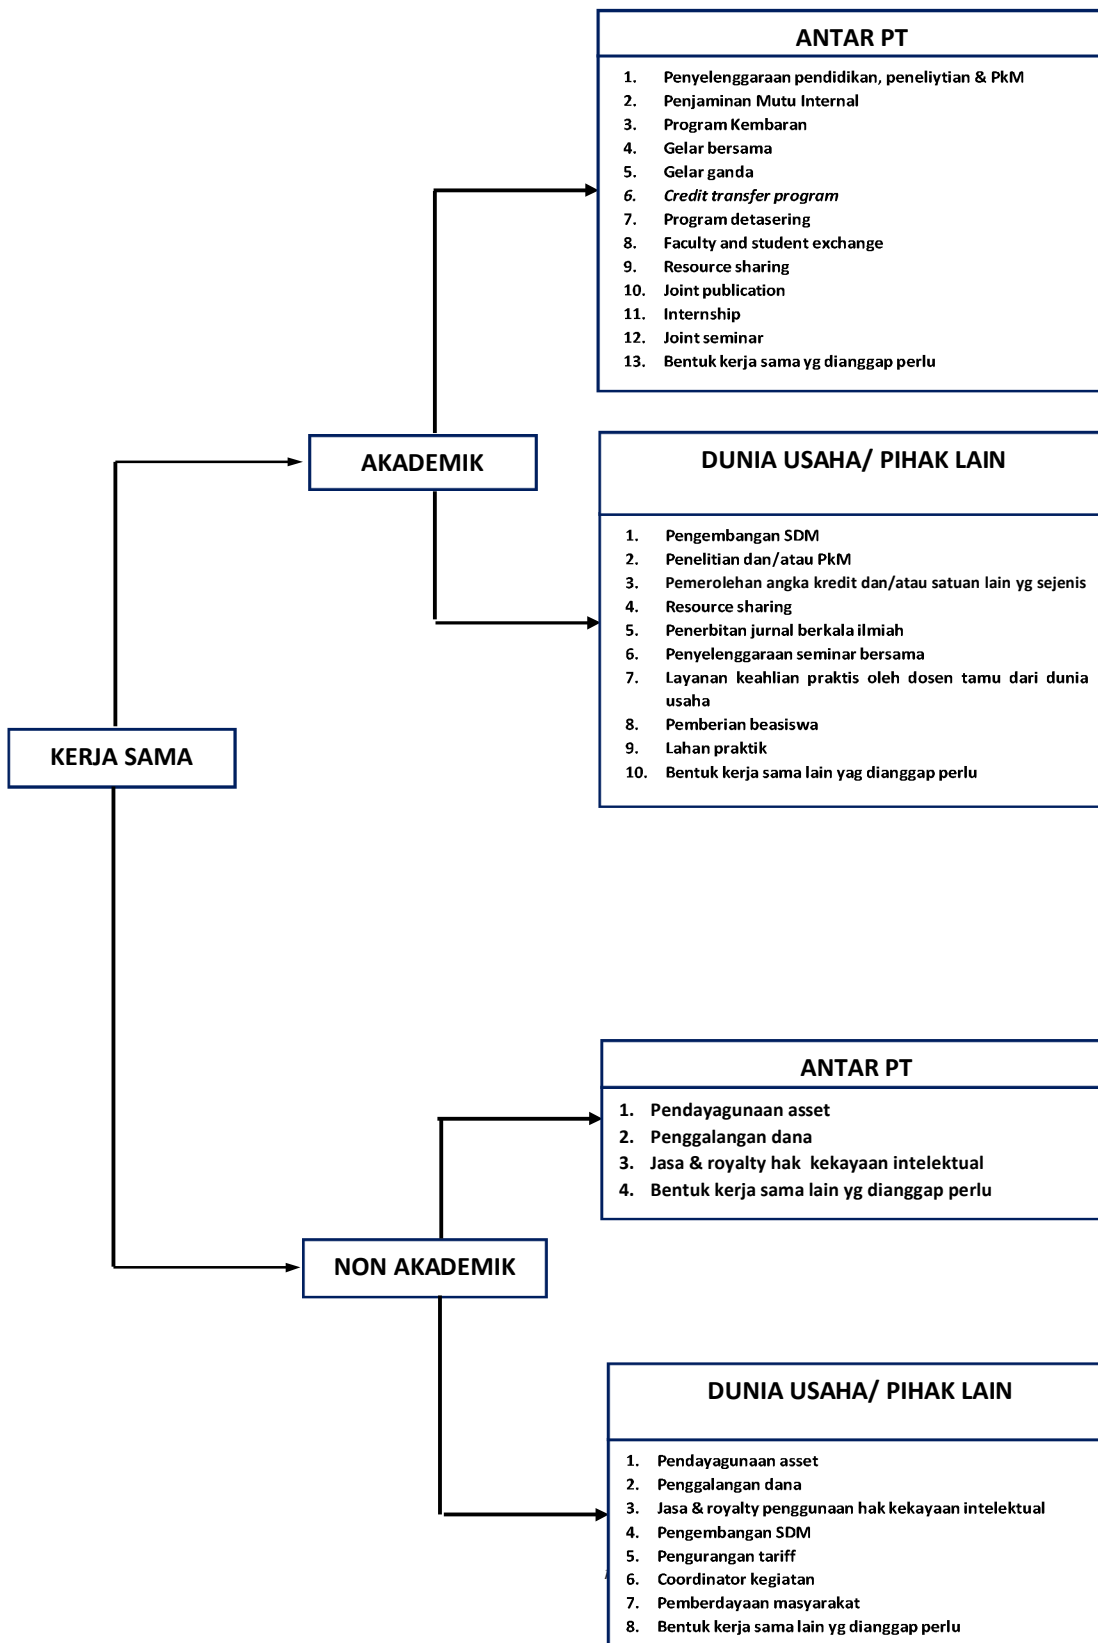 ANTAR PT
1. Penyelenggaraan pendidikan, peneliytian & PkM
2. Penjaminan Mutu Internal
3. Program Kembaran
4. Gelar bersama
5. Gelar ganda
6. Credit transfer program
7. Program detasering
8. Faculty and student exchange
9. Resource sharing
10. Joint publication
11. Internship
12. Joint seminar
13. Bentuk kerja sama yg dianggap perlu
AKADEMIK
DUNIA USAHA/ PIHAK LAIN
1. Pengembangan SDM
2. Penelitian dan/atau PkM
3. Pemerolehan angka kredit dan/atau satuan lain yg sejenis
4. Resource sharing
5. Penerbitan jurnal berkala ilmiah
6. Penyelenggaraan seminar bersama
7. Layanan keahlian praktis oleh dosen tamu dari dunia
usaha
8. Pemberian beasiswa
9. Lahan praktik
10. Bentuk kerja sama lain yag dianggap perlu
KERJA SAMA
ANTAR PT
1. Pendayagunaan asset
2. Penggalangan dana
3. Jasa & royalty hak kekayaan intelektual
4. Bentuk kerja sama lain yg dianggap perlu
NON AKADEMIK
DUNIA USAHA/ PIHAK LAIN
1. Pendayagunaan asset
2. Penggalangan dana
3. Jasa & royalty penggunaan hak kekayaan intelektual
4. Pengembangan SDM
5. Pengurangan tariff
6. Coordinator kegiatan
7. Pemberdayaan masyarakat
8. Bentuk kerja sama lain yg dianggap perlu